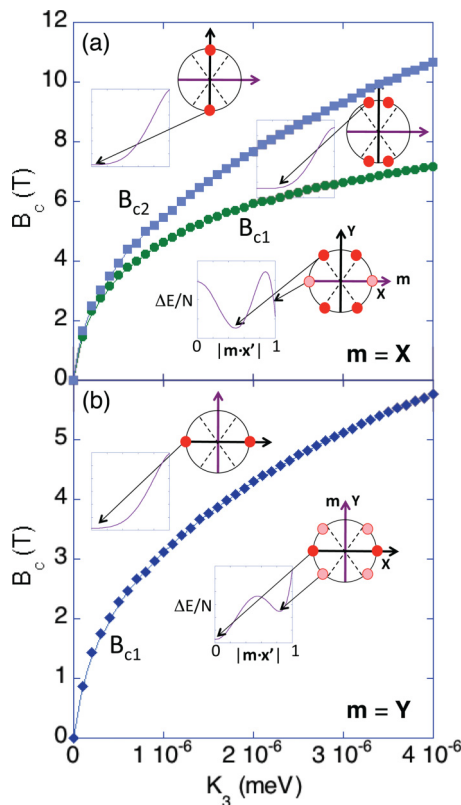 (a)
12
10
8
6
4
2
0
B_c (T)
B_c2
B_c1
Y
m
X
ΔE/N
0
1
|m·x'|
m = X
(b)
5
4
3
2
1
0
B_c (T)
B_c1
m Y
X
ΔE/N
0
1
|m·x'|
m = Y
0 1 10⁻⁶ 2 10⁻⁶ 3 10⁻⁶ 4 10⁻⁶
K₃ (meV)